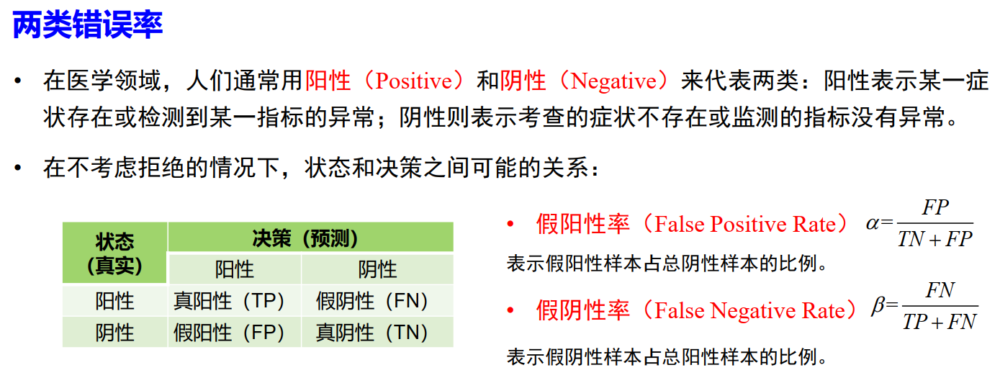 两类错误率
• 在医学领域，人们通常用阳性（Positive）和阴性（Negative）来代表两类：阳性表示某一症
状存在或检测到某一指标的异常；阴性则表示考查的症状不存在或监测的指标没有异常。
• 在不考虑拒绝的情况下，状态和决策之间可能的关系：
状态
（真实）
决策（预测）
阳性 阴性
阳性 真阳性（TP） 假阴性（FN）
阴性 假阳性（FP） 真阴性（TN）
• 假阳性率（False Positive Rate） α=FP/(TN+FP)
表示假阳性样本占总阴性样本的比例。
• 假阴性率（False Negative Rate） β=FN/(TP+FN)
表示假阴性样本占总阳性样本的比例。